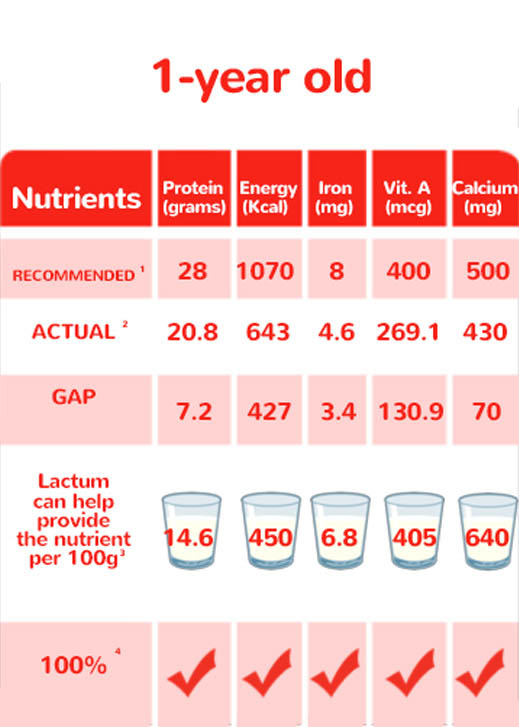 1-year old
Nutrients Protein (grams) Energy (Kcal) Iron (mg) Vit. A (mcg) Calcium (mg)
RECOMMENDED ¹ 28 1070 8 400 500
ACTUAL ² 20.8 643 4.6 269.1 430
GAP 7.2 427 3.4 130.9 70
Lactum
can help
provide
the nutrient
per 100g³
14.6 450 6.8 405 640
100% ⁴